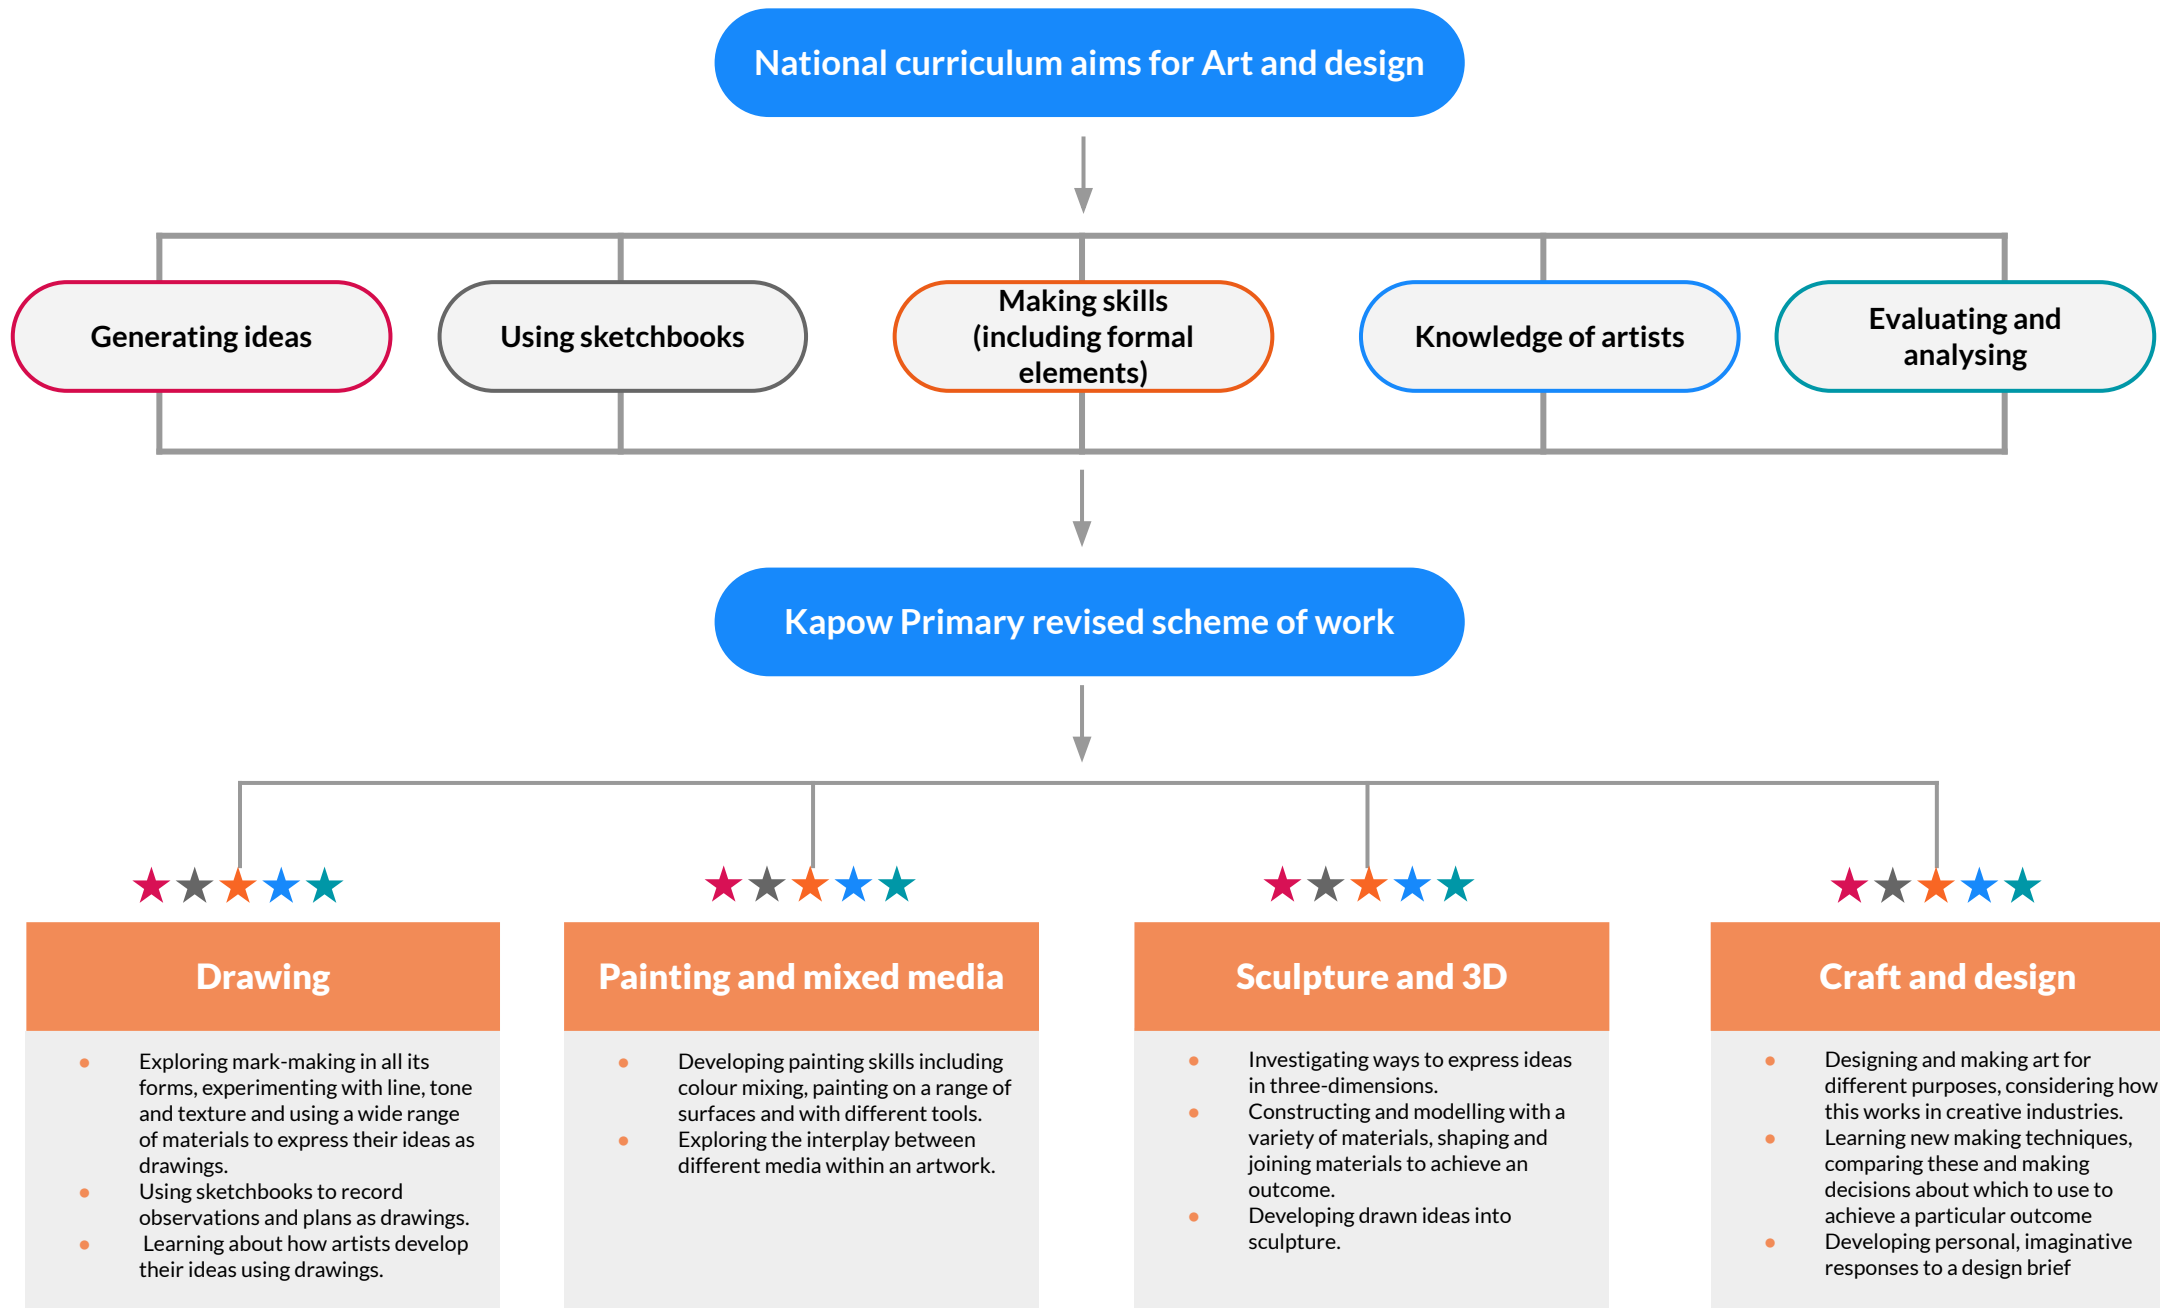 National curriculum aims for Art and design
Generating ideas
Using sketchbooks
Making skills
(including formal
elements)
Knowledge of artists
Evaluating and
analysing
Kapow Primary revised scheme of work
Drawing
● Exploring mark-making in all its
forms, experimenting with line, tone
and texture and using a wide range
of materials to express their ideas as
drawings.
● Using sketchbooks to record
observations and plans as drawings.
● Learning about how artists develop
their ideas using drawings.
Painting and mixed media
● Developing painting skills including
colour mixing, painting on a range of
surfaces and with different tools.
● Exploring the interplay between
different media within an artwork.
Sculpture and 3D
● Investigating ways to express ideas
in three-dimensions.
● Constructing and modelling with a
variety of materials, shaping and
joining materials to achieve an
outcome.
● Developing drawn ideas into
sculpture.
Craft and design
● Designing and making art for
different purposes, considering how
this works in creative industries.
● Learning new making techniques,
comparing these and making
decisions about which to use to
achieve a particular outcome
● Developing personal, imaginative
responses to a design brief